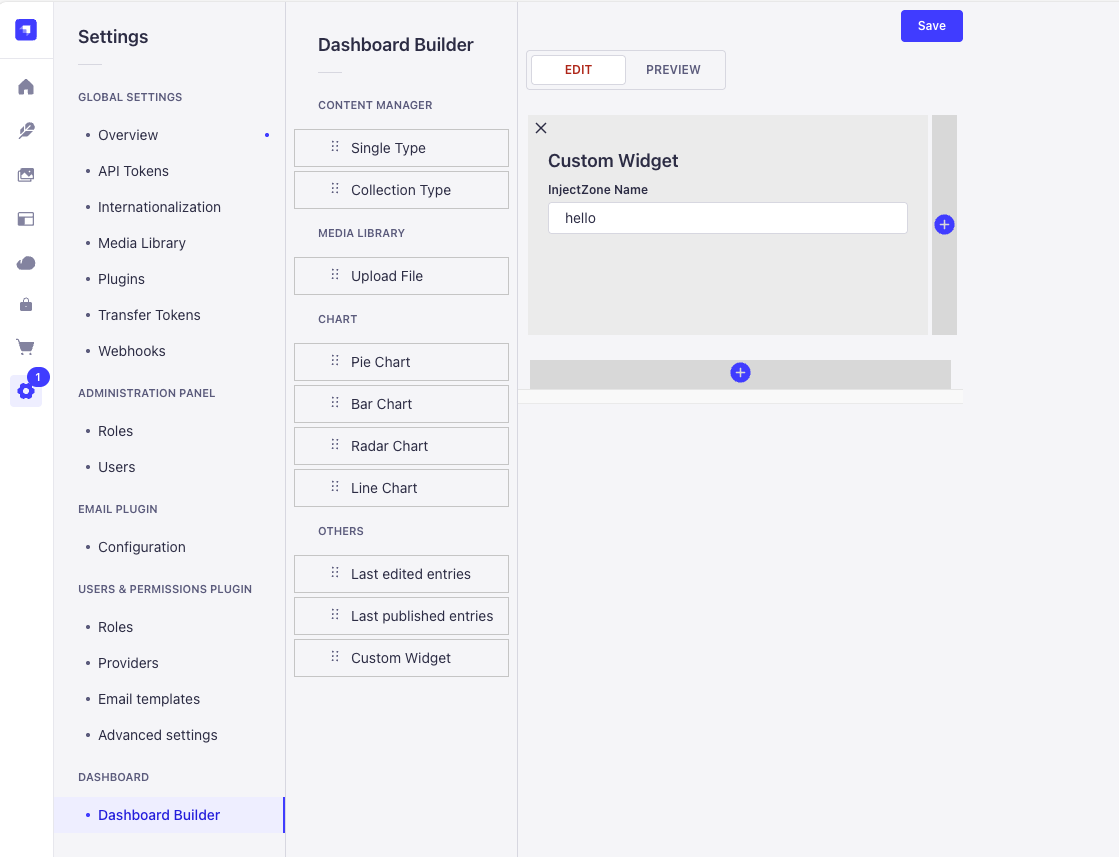 Settings
GLOBAL SETTINGS
Overview
API Tokens
Internationalization
Media Library
Plugins
Transfer Tokens
Webhooks
1
ADMINISTRATION PANEL
Roles
Users
EMAIL PLUGIN
Configuration
USERS & PERMISSIONS PLUGIN
Roles
Providers
Email templates
Advanced settings
DASHBOARD
Dashboard Builder
Dashboard Builder
CONTENT MANAGER
Single Type
Collection Type
MEDIA LIBRARY
Upload File
CHART
Pie Chart
Bar Chart
Radar Chart
Line Chart
OTHERS
Last edited entries
Last published entries
Custom Widget
Save
EDIT
PREVIEW
Custom Widget
InjectZone Name
hello